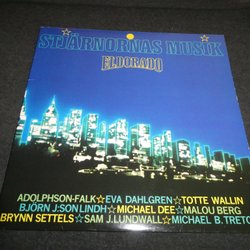 STJÄRNORNAS MUSIK
ELDORADO
ADOLPHSON-FALK☆EVA DAHLGREN☆TOTTE WALLIN
BJÖRN J:SON LINDH☆MICHAEL DEE☆MALOU BERG
BRYNN SETTELS☆SAM J.LUNDWALL☆MICHAEL B.TRETO